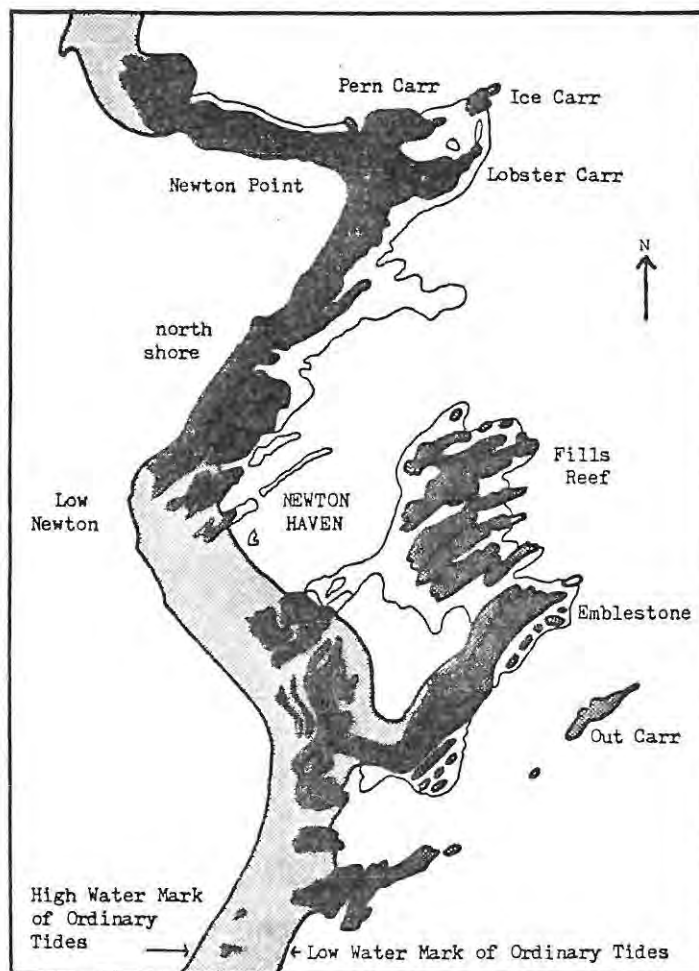 Pern Carr
Ice Carr
Newton Point
Lobster Carr
N
north
shore
Fills
Reef
Low
Newton
NEWTON
HAVEN
Emblestone
Out Carr
High Water Mark
of Ordinary
Tides
Low Water Mark of Ordinary Tides